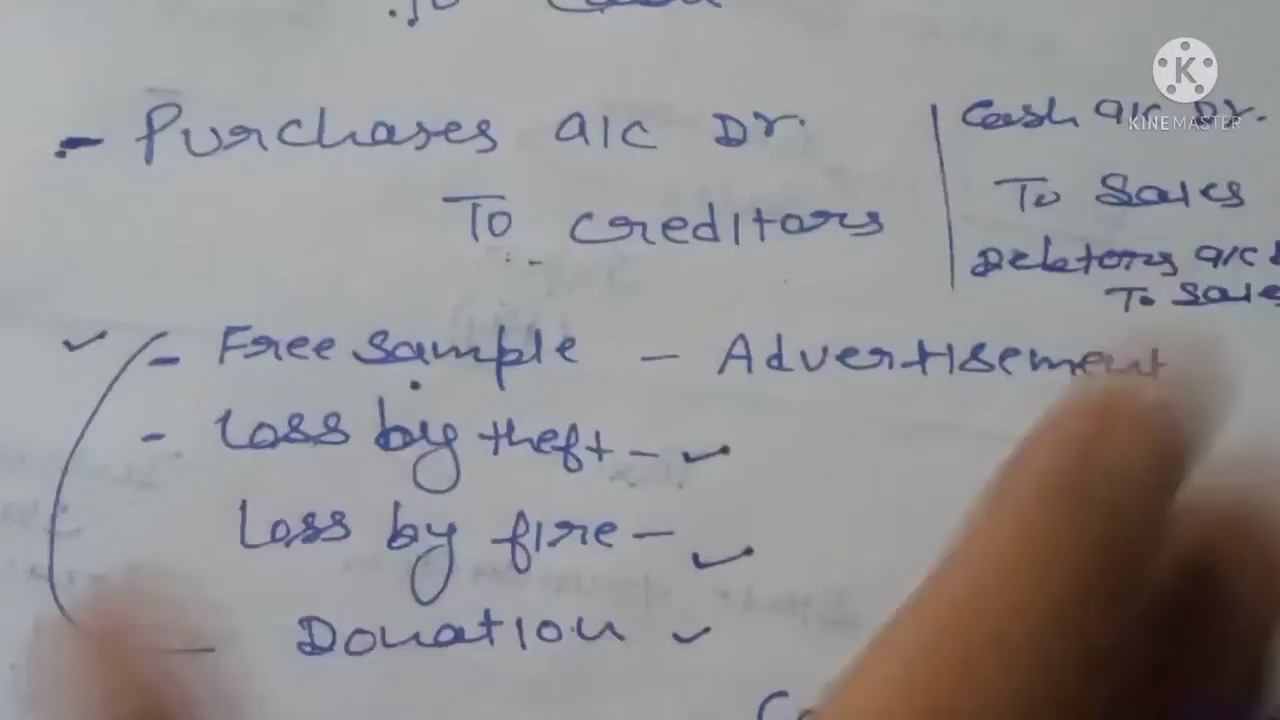 - Purchases a/c Dr.
To creditors
Cash a/c Dr.
To Sales
Debtors a/c
To Sale
- Free Sample - Advertisement
- Loss by theft -
Loss by fire -
- Donation
K
KINEMASTER